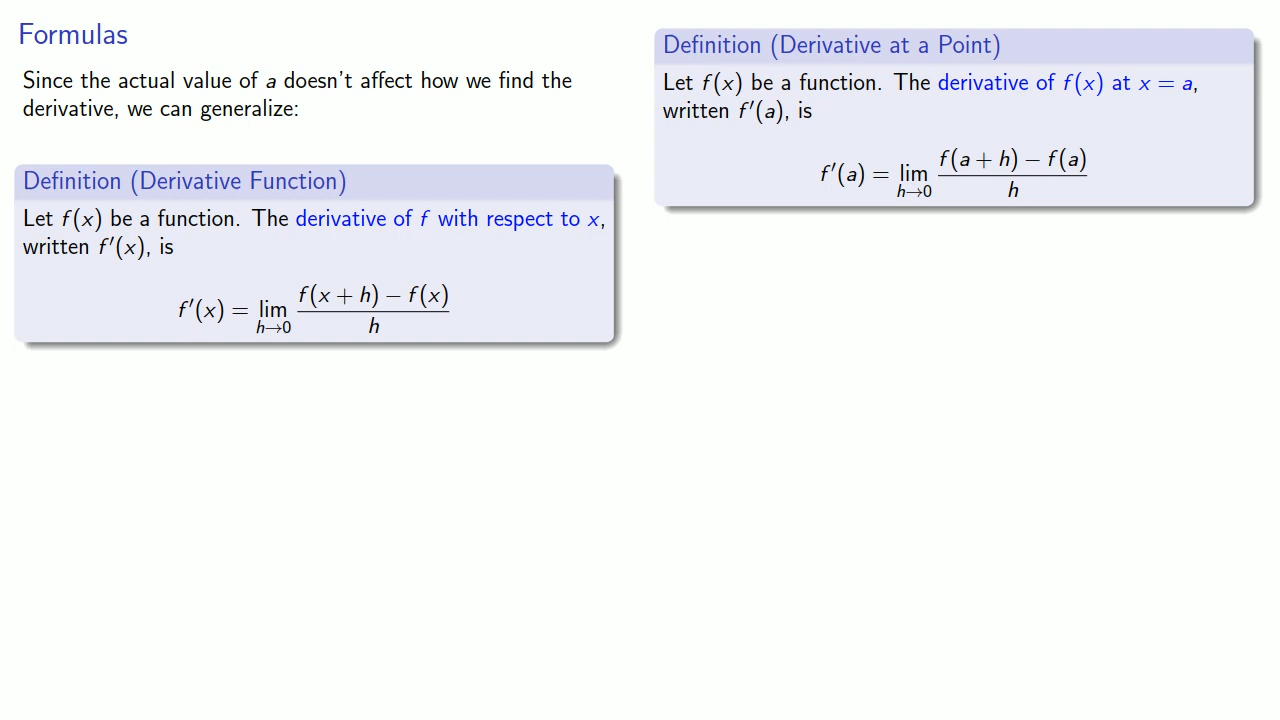 Formulas
Since the actual value of a doesn't affect how we find the
derivative, we can generalize:
Definition (Derivative Function)
Let f(x) be a function. The derivative of f with respect to x,
written f′(x), is
f′(x) = lim h→0 f(x + h) − f(x) / h
Definition (Derivative at a Point)
Let f(x) be a function. The derivative of f(x) at x = a,
written f′(a), is
f′(a) = lim h→0 f(a + h) − f(a) / h